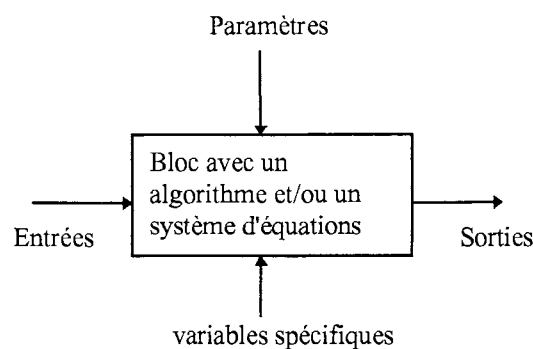 Paramètres
Bloc avec un
algorithme et/ou un
système d'équations
Entrées
Sorties
variables spécifiques